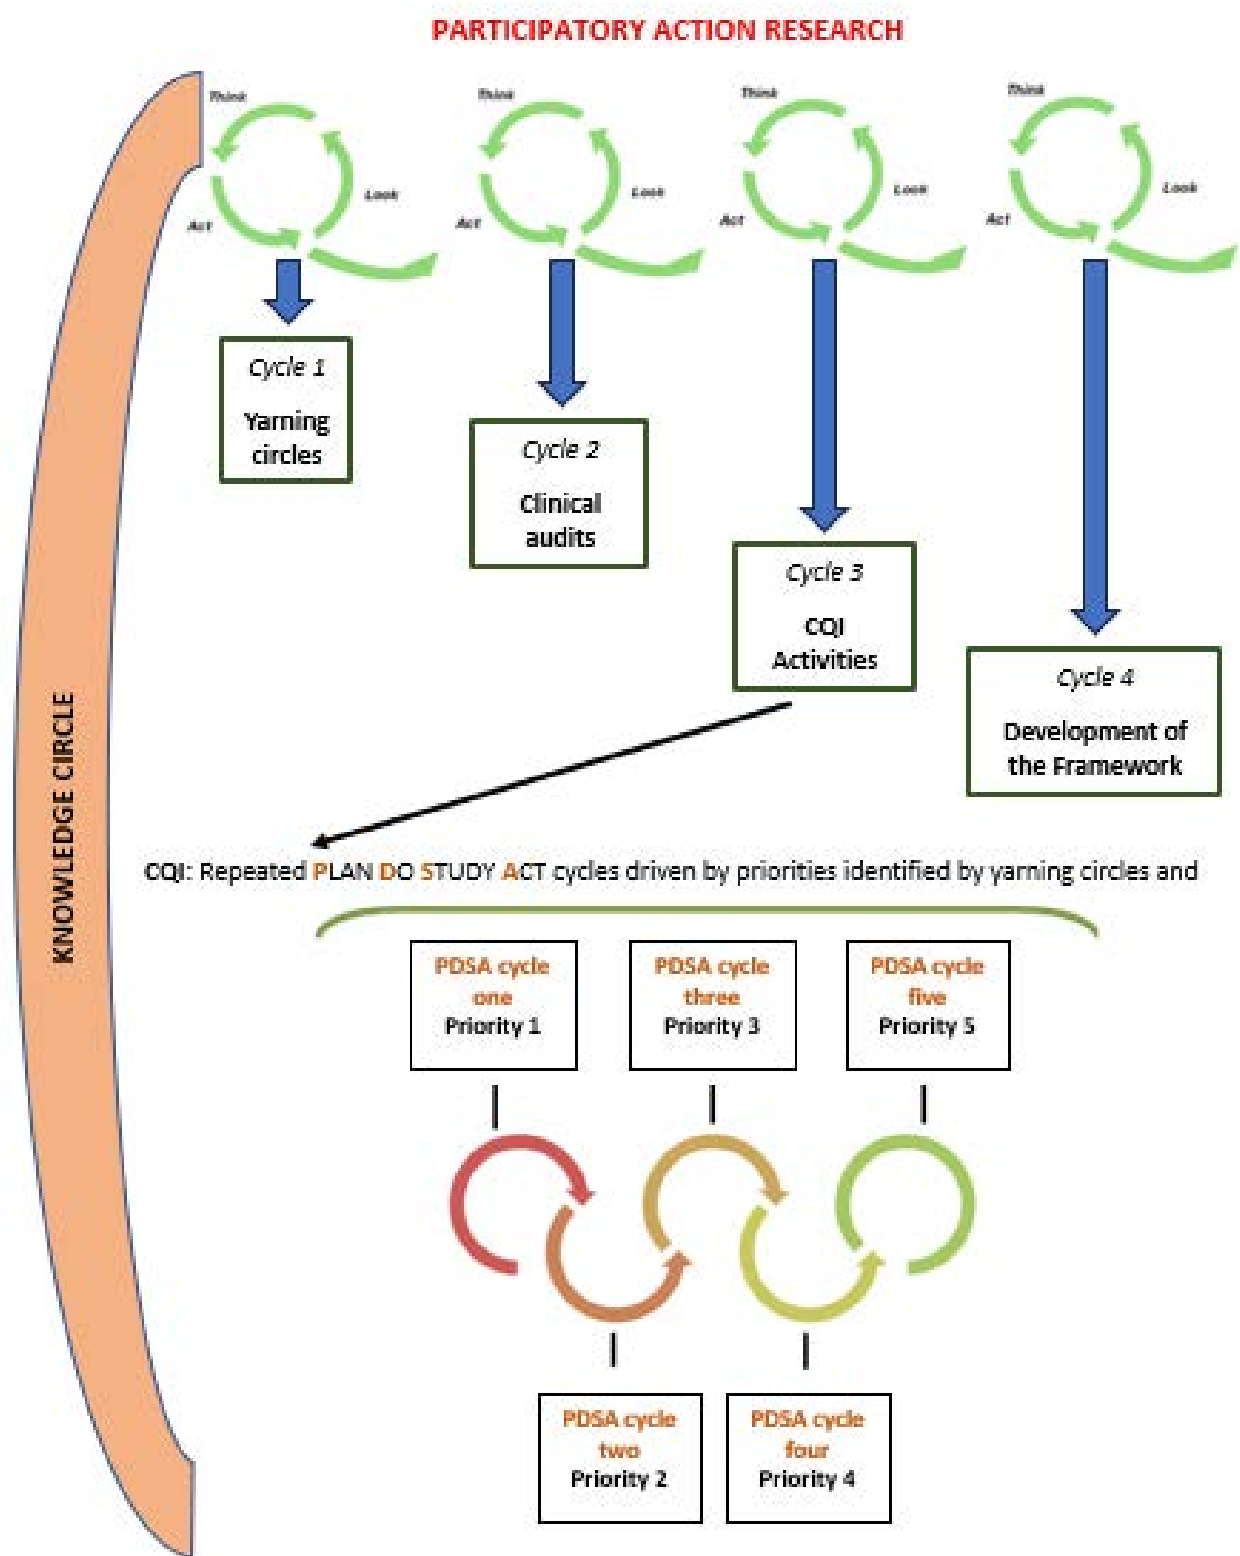 PARTICIPATORY ACTION RESEARCH
Think
Look
Act
Think
Look
Act
Think
Look
Act
Think
Look
Act
Cycle 1
Yarning
circles
Cycle 2
Clinical
audits
Cycle 3
CQI
Activities
Cycle 4
Development of
the Framework
KNOWLEDGE CIRCLE
CQI: Repeated PLAN DO STUDY ACT cycles driven by priorities identified by yarning circles and
PDSA cycle
one
Priority 1
PDSA cycle
three
Priority 3
PDSA cycle
five
Priority 5
PDSA cycle
two
Priority 2
PDSA cycle
four
Priority 4